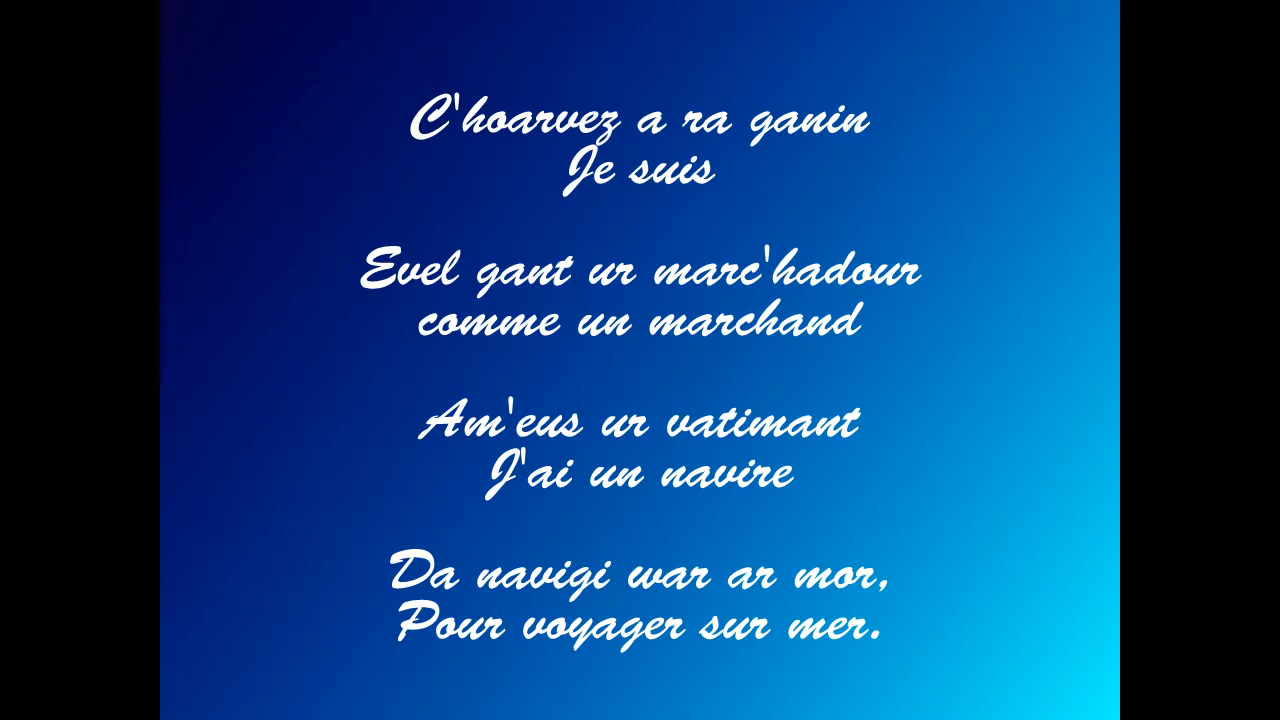 C'hoarvez a ra ganin
Je suis
Evel gant ur marc'hadour
comme un marchand
Am'eus ur vatimant
J'ai un navire
Da navigi war ar mor,
Pour voyager sur mer.